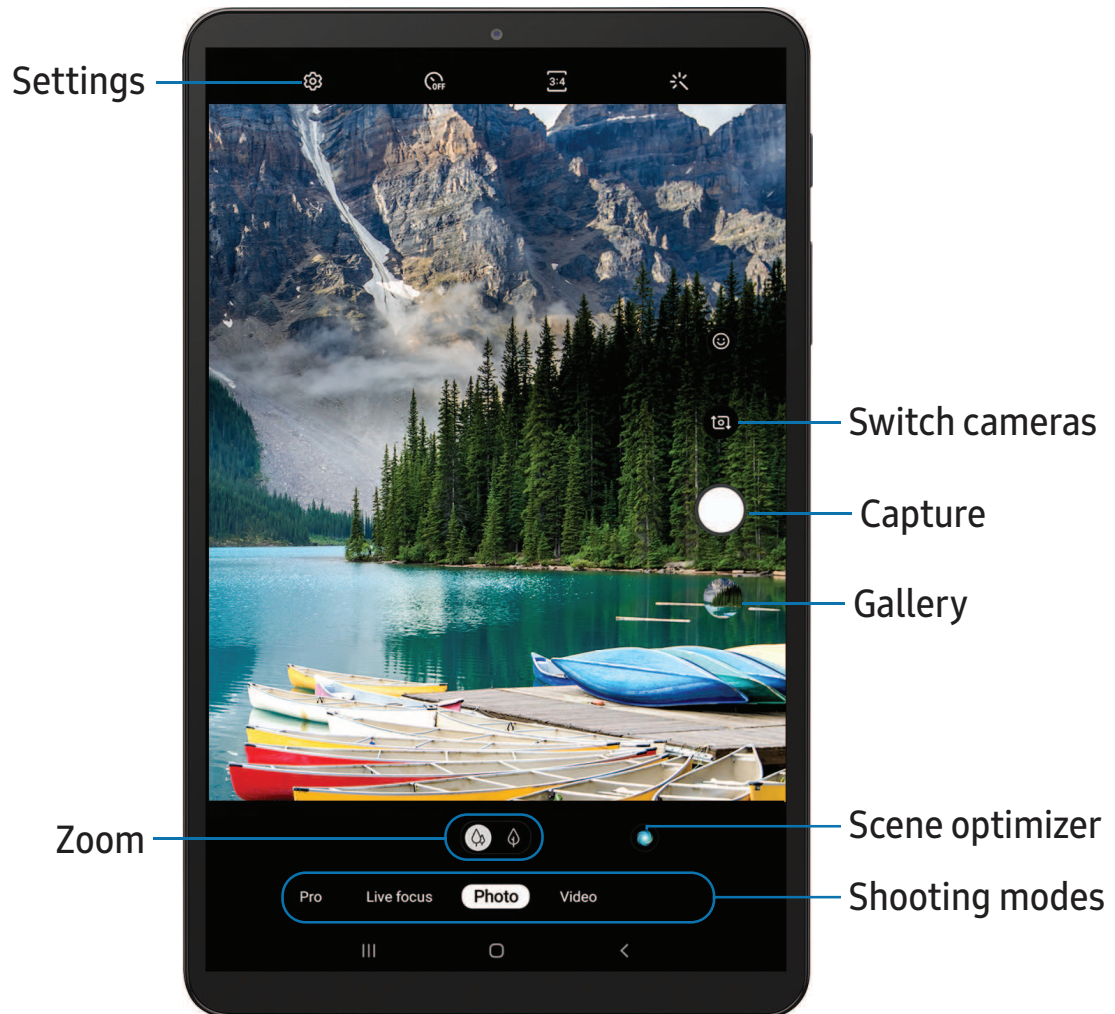 Settings
OFF
3:4
Switch cameras
Capture
Gallery
Zoom
Scene optimizer
Pro Live focus Photo Video
Shooting modes